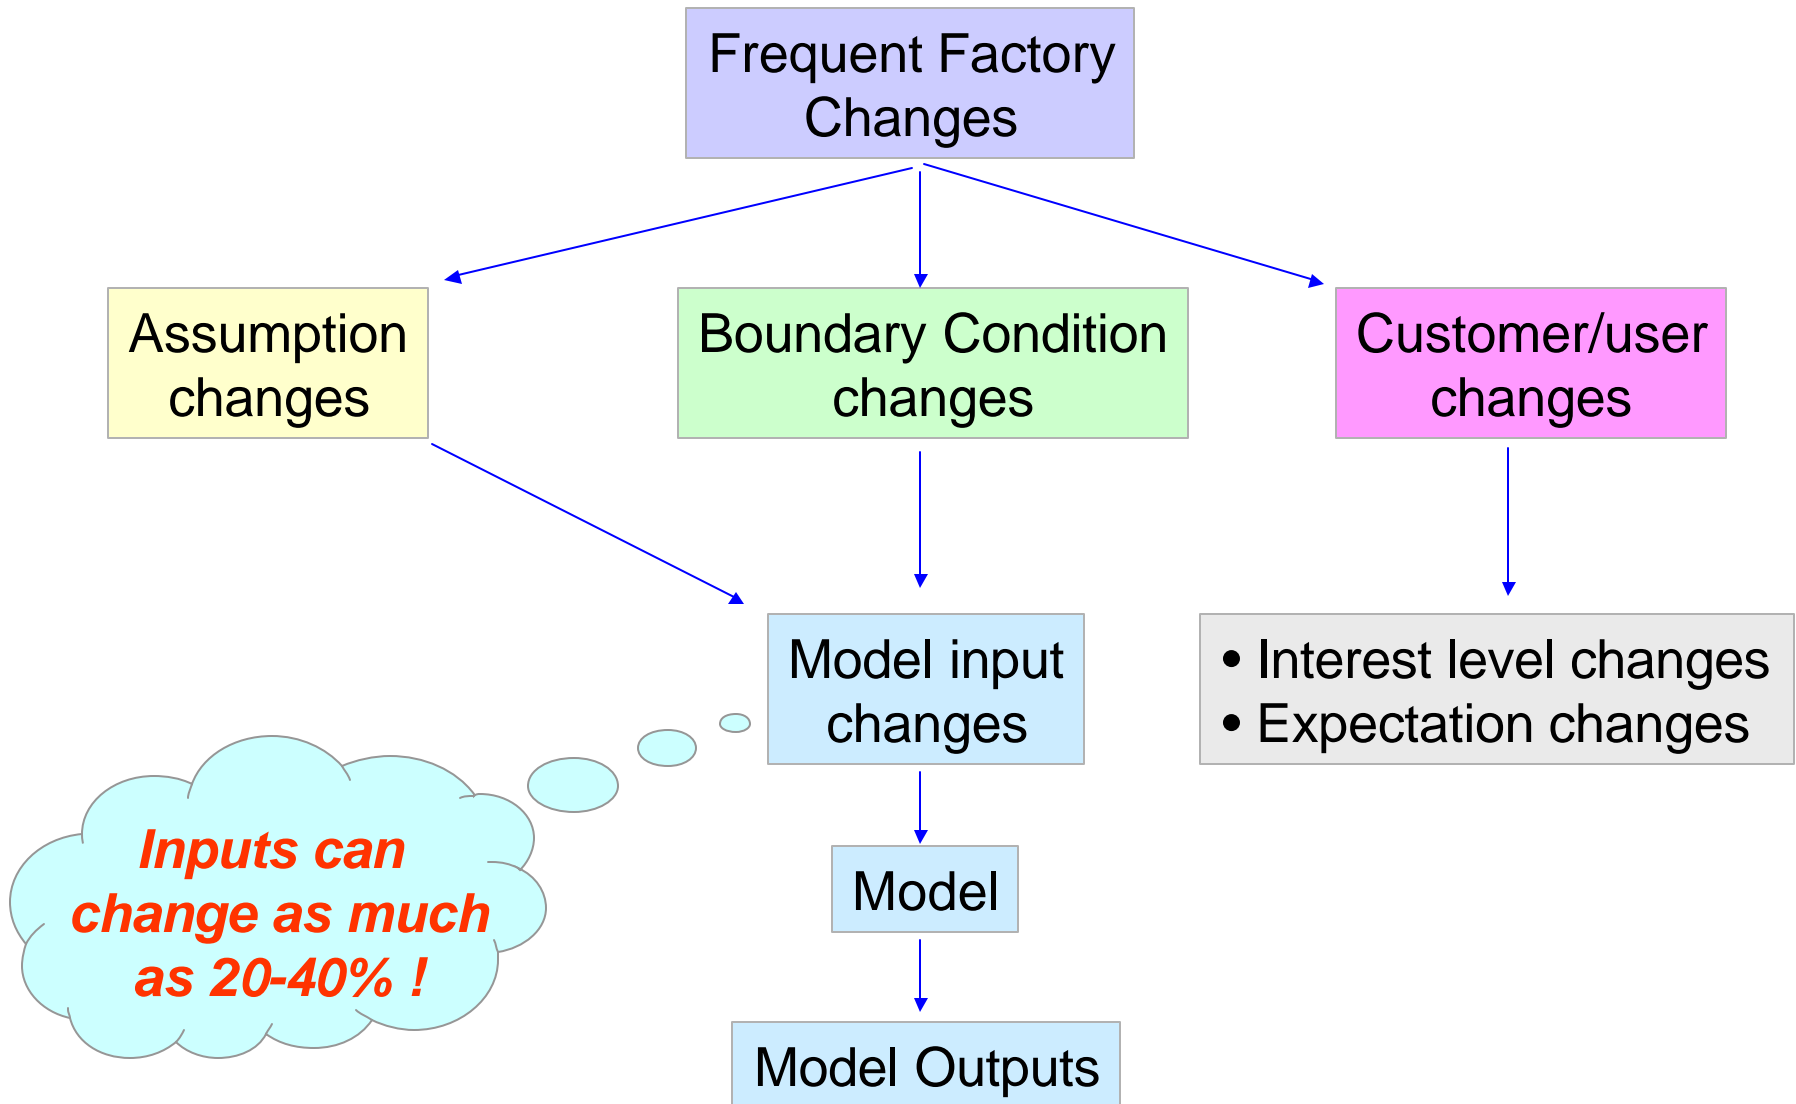 Frequent Factory
Changes
Assumption
changes
Boundary Condition
changes
Customer/user
changes
Model input
changes
• Interest level changes
• Expectation changes
Inputs can
change as much
as 20-40% !
Model
Model Outputs